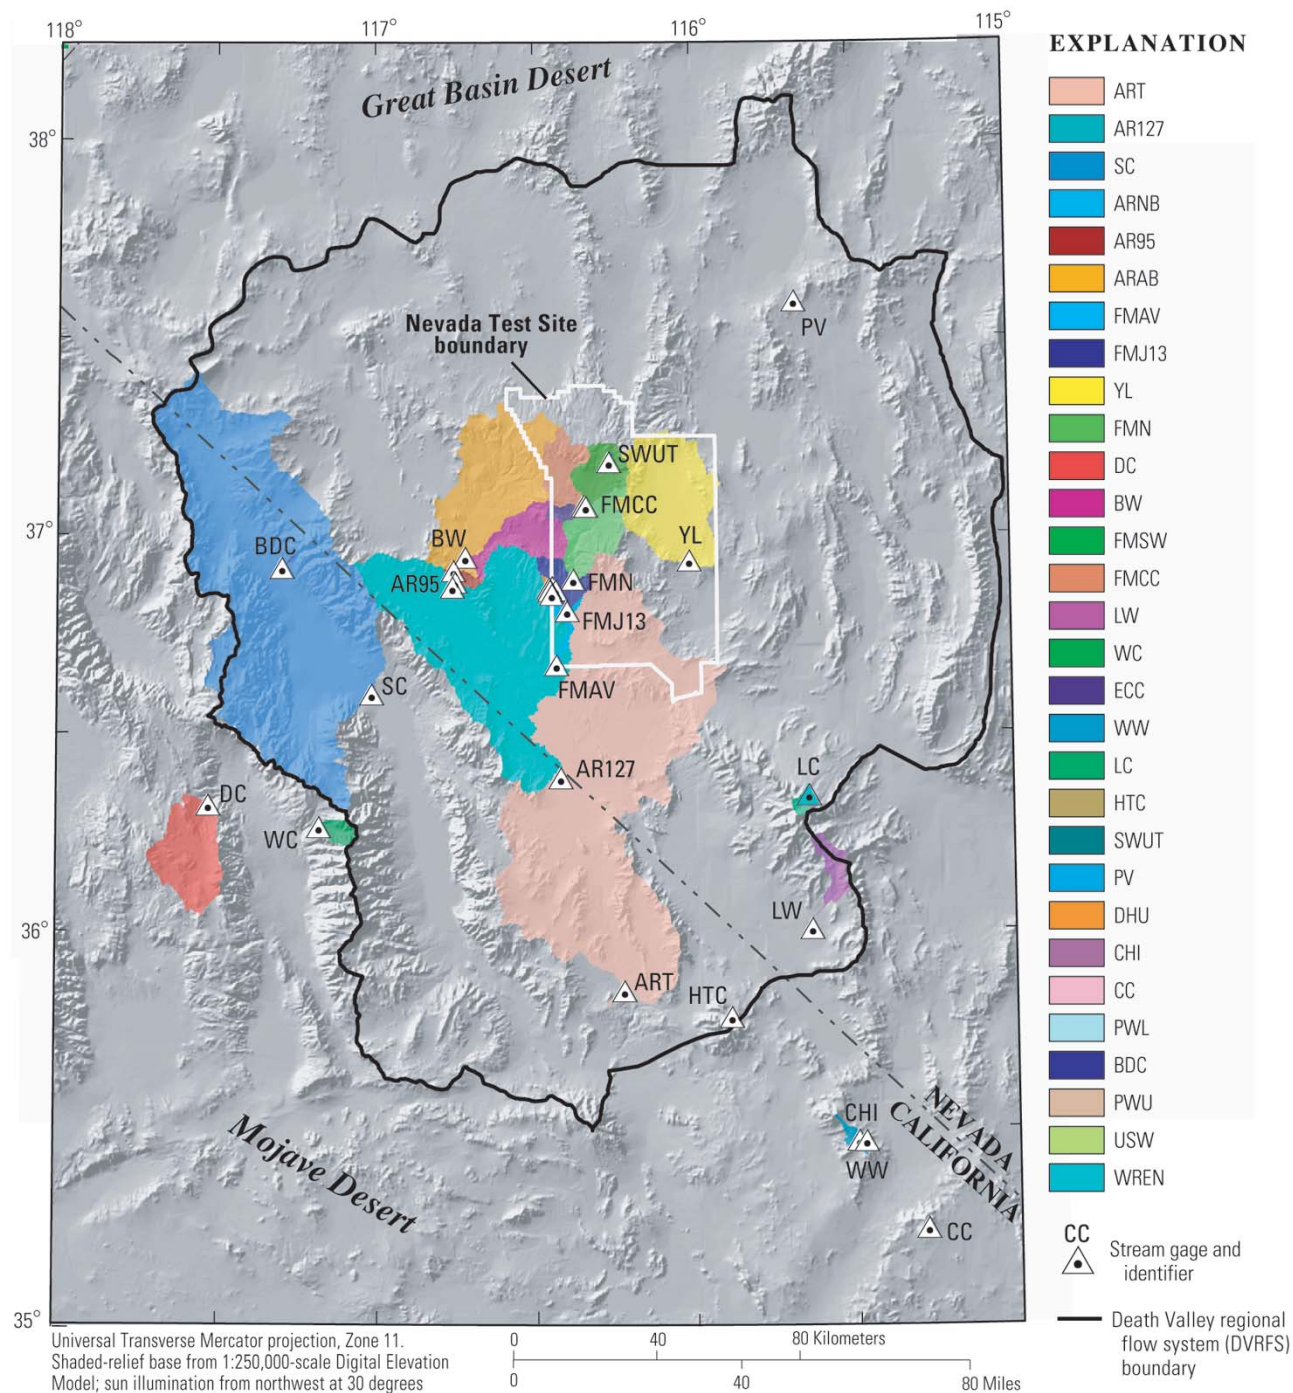 118°
117°
116°
115°
EXPLANATION
Great Basin Desert
38°
Nevada Test Site
boundary
PV
SWUT
FMCC
37°
BDC
BW
YL
AR95
FMN
FMJ13
SC
FMAV
AR127
LC
DC
WC
LW
36°
ART
HTC
CHI
WW
NEVADA
CALIFORNIA
Mojave Desert
CC
35°
ART
AR127
SC
ARNB
AR95
ARAB
FMAV
FMJ13
YL
FMN
DC
BW
FMSW
FMCC
LW
WC
ECC
WW
LC
HTC
SWUT
PV
DHU
CHI
CC
PWL
BDC
PWU
USW
WREN
CC
Stream gage and
identifier
Death Valley regional
flow system (DVRFS)
boundary
Universal Transverse Mercator projection, Zone 11.
Shaded-relief base from 1:250,000-scale Digital Elevation
Model; sun illumination from northwest at 30 degrees
0 40 80 Kilometers
0 40 80 Miles